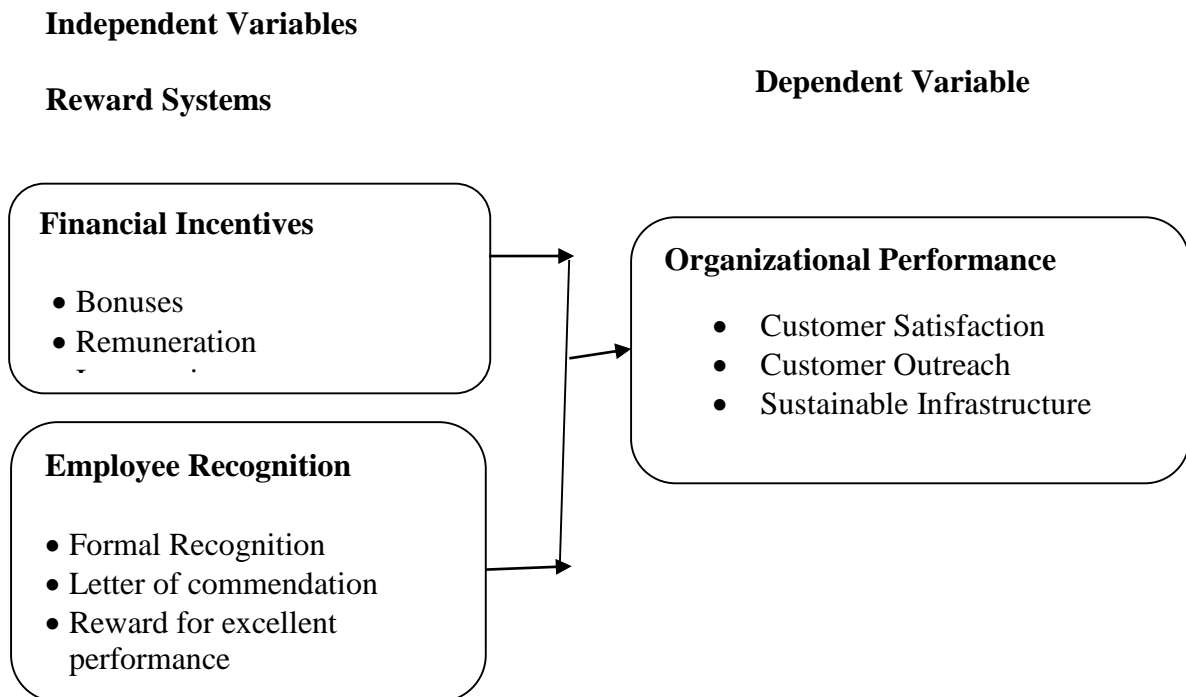 Independent Variables
Reward Systems
Dependent Variable
Financial Incentives
• Bonuses
• Remuneration
Employee Recognition
• Formal Recognition
• Letter of commendation
• Reward for excellent
performance
Organizational Performance
• Customer Satisfaction
• Customer Outreach
• Sustainable Infrastructure